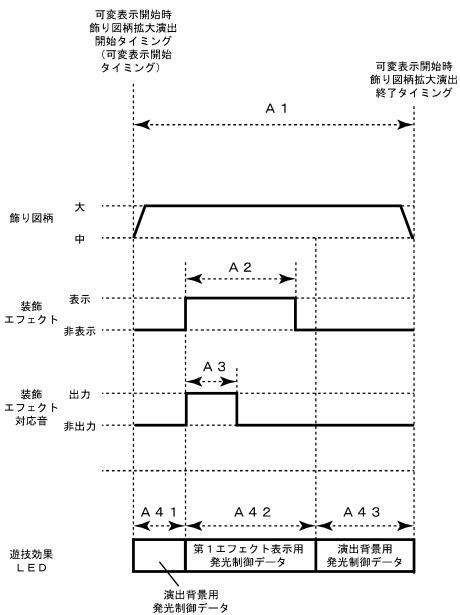 可変表示開始時
飾り図柄拡大演出
開始タイミング
（可変表示開始
タイミング）
可変表示開始時
飾り図柄拡大演出
終了タイミング
Ａ１
飾り図柄
大
中
Ａ２
装飾
エフェクト
表示
非表示
Ａ３
装飾
エフェクト
対応音
出力
非出力
Ａ４１
Ａ４２
Ａ４３
遊技効果
ＬＥＤ
第１エフェクト表示用
発光制御データ
演出背景用
発光制御データ
演出背景用
発光制御データ